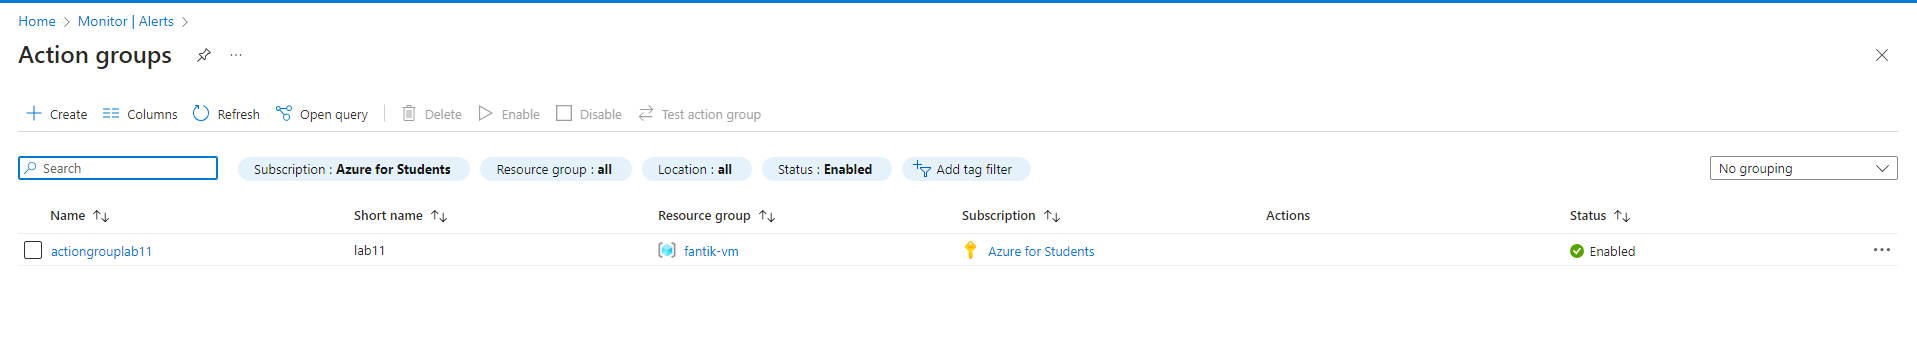 Home > Monitor | Alerts >
Action groups
Create Columns Refresh Open query Delete Enable Disable Test action group
Search Subscription : Azure for Students Resource group : all Location : all Status : Enabled Add tag filter No grouping
Name Short name Resource group Subscription Actions Status
actiongrouplab11 lab11 fantik-vm Azure for Students Enabled